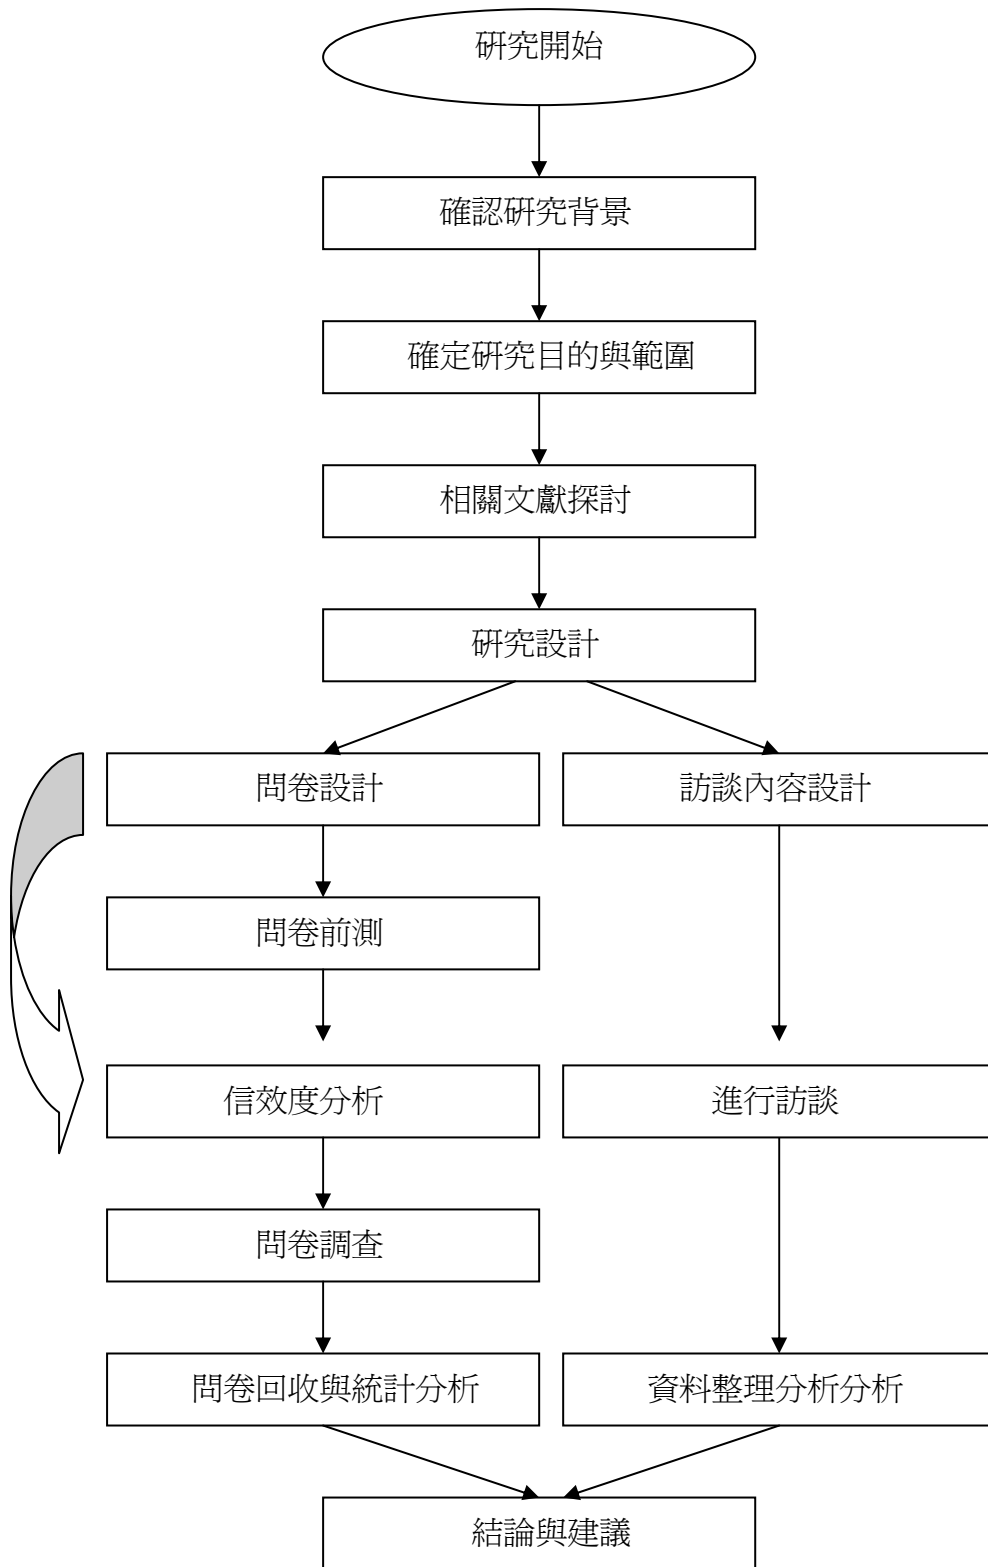 研究開始
確認研究背景
確定研究目的與範圍
相關文獻探討
研究設計
問卷設計
訪談內容設計
問卷前測
信效度分析
進行訪談
問卷調查
問卷回收與統計分析
資料整理分析分析
結論與建議